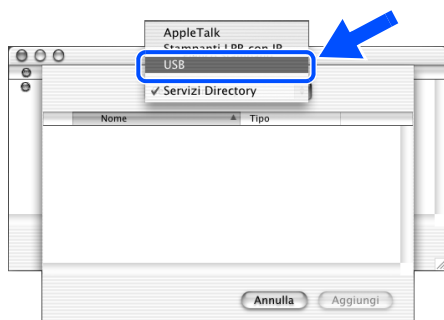 AppleTalk
Stampanti LPR con IP
USB
✓ Servizi Directory
Nome Tipo
Annulla Aggiungi